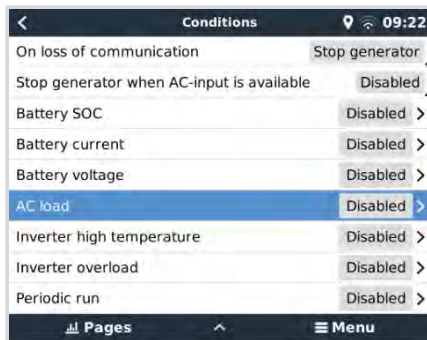 Conditions 09:22
On loss of communication Stop generator
Stop generator when AC-input is available Disabled
Battery SOC Disabled
Battery current Disabled
Battery voltage Disabled
AC load Disabled
Inverter high temperature Disabled
Inverter overload Disabled
Periodic run Disabled
Pages Menu